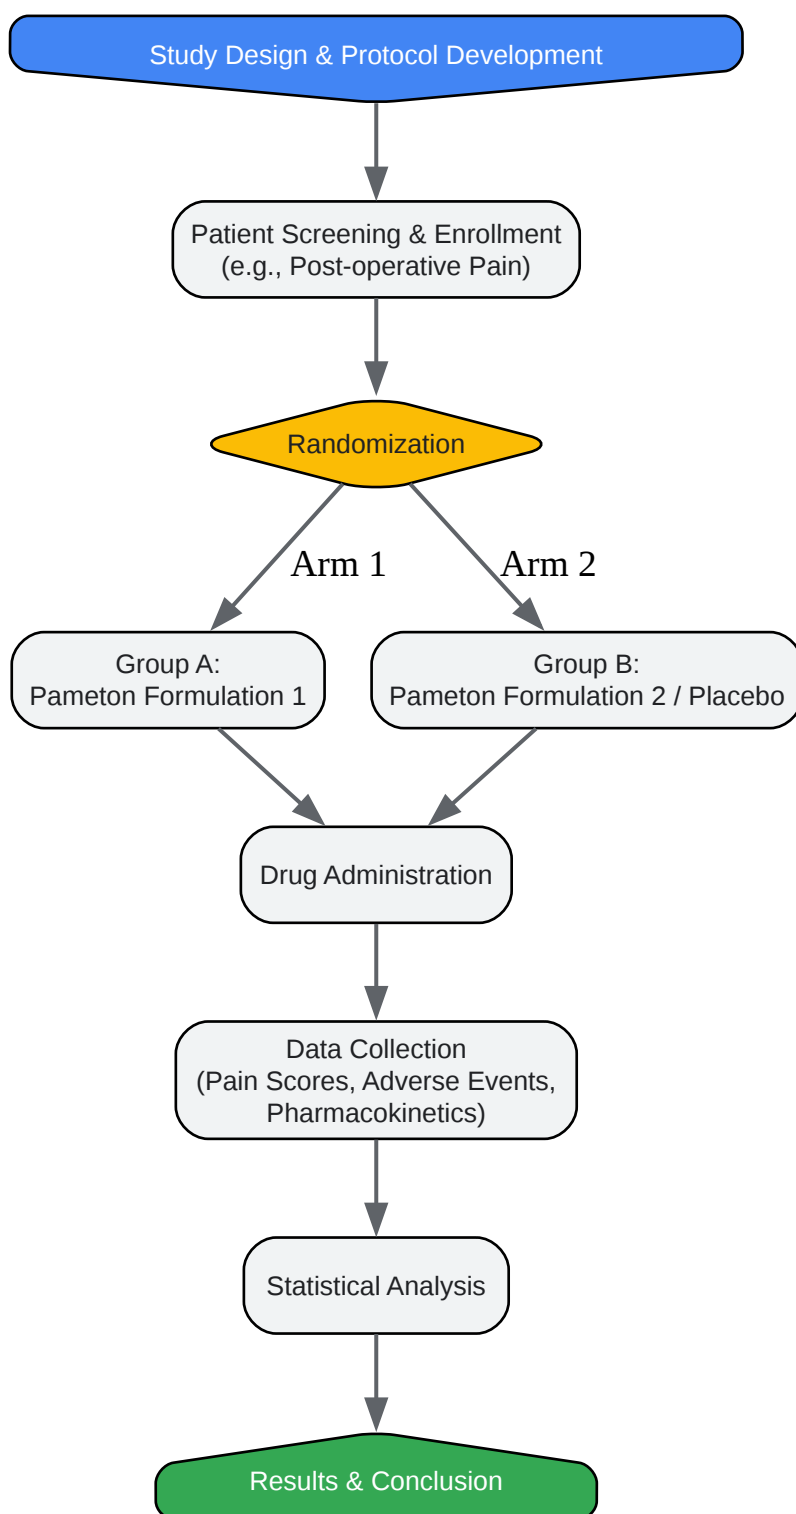 Study Design & Protocol Development
Patient Screening & Enrollment
(e.g., Post-operative Pain)
Randomization
Arm 1
Arm 2
Group A:
Pameton Formulation 1
Group B:
Pameton Formulation 2 / Placebo
Drug Administration
Data Collection
(Pain Scores, Adverse Events,
Pharmacokinetics)
Statistical Analysis
Results & Conclusion